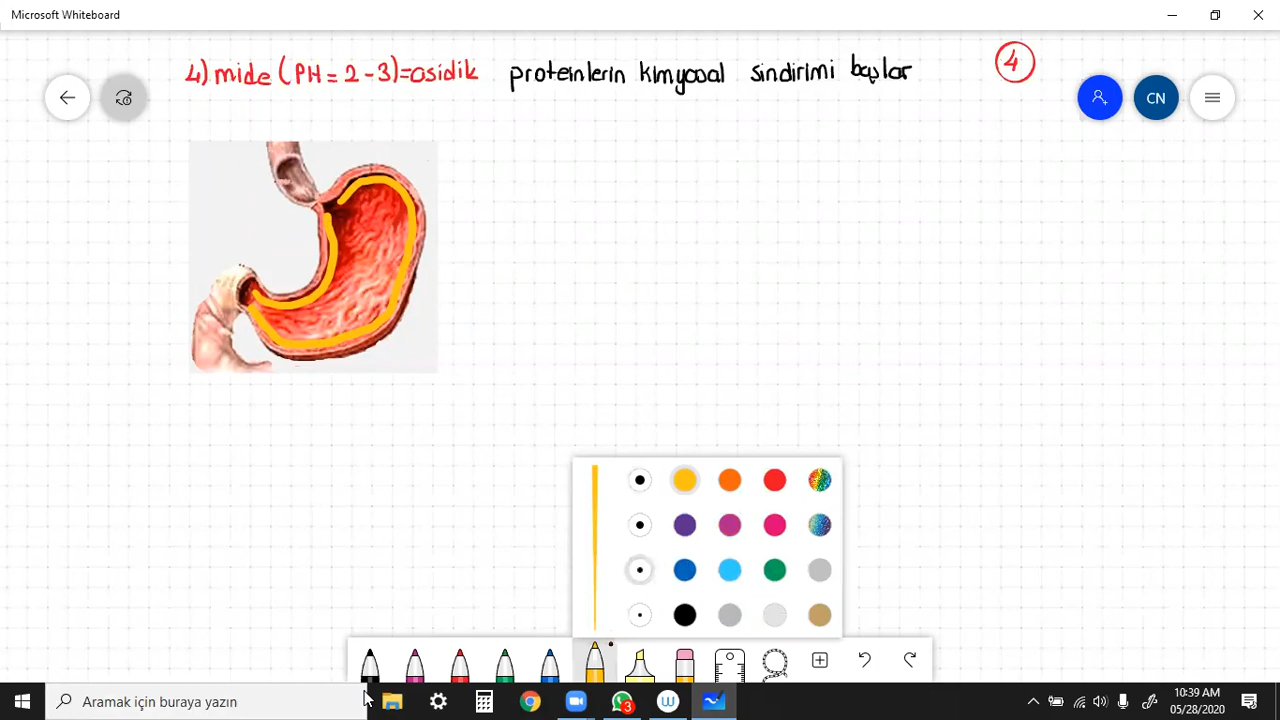 Microsoft Whiteboard
4) mide (PH = 2 - 3)=asidik proteinlerin kimyasal sindirimi başlar
4
CN
Aramak için buraya yazın
3
W
10:39 AM
05/28/2020